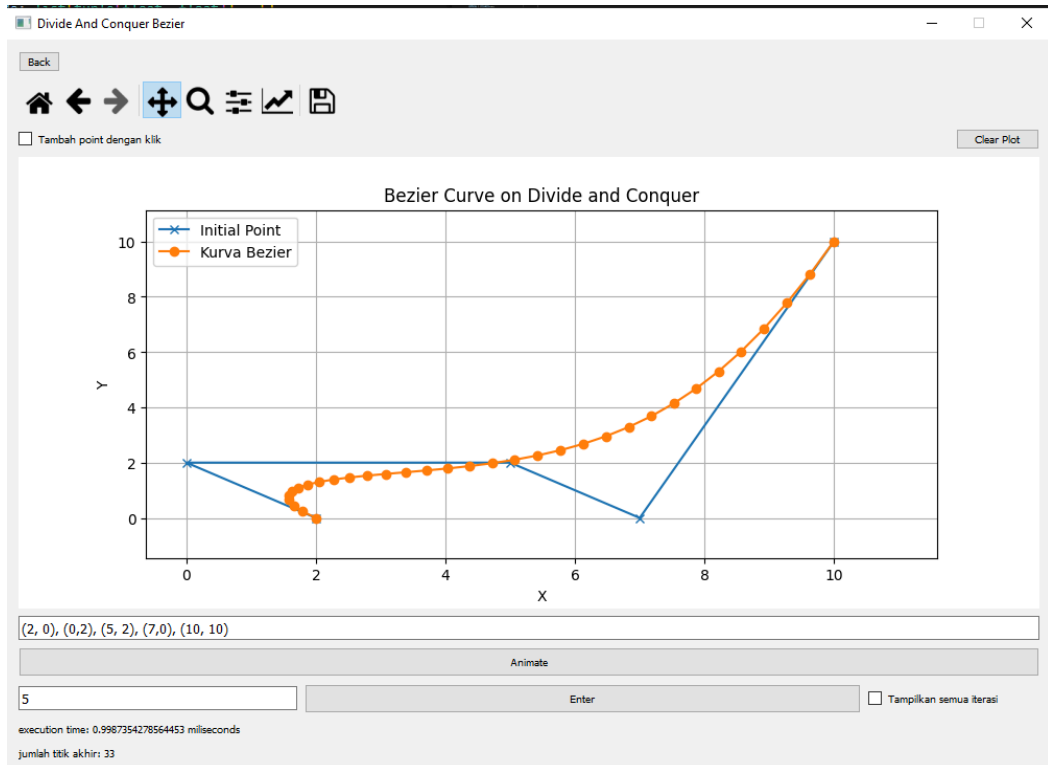 Divide And Conquer Bezier
Back
Tambah point dengan klik
Clear Plot
Bezier Curve on Divide and Conquer
Initial Point
Kurva Bezier
10
8
6
4
2
0
Y
0 2 4 6 8 10
X
(2, 0), (0,2), (5, 2), (7,0), (10, 10)
Animate
5
Enter
Tampilkan semua iterasi
execution time: 0.9987354278564453 miliseconds
jumlah titik akhir: 33